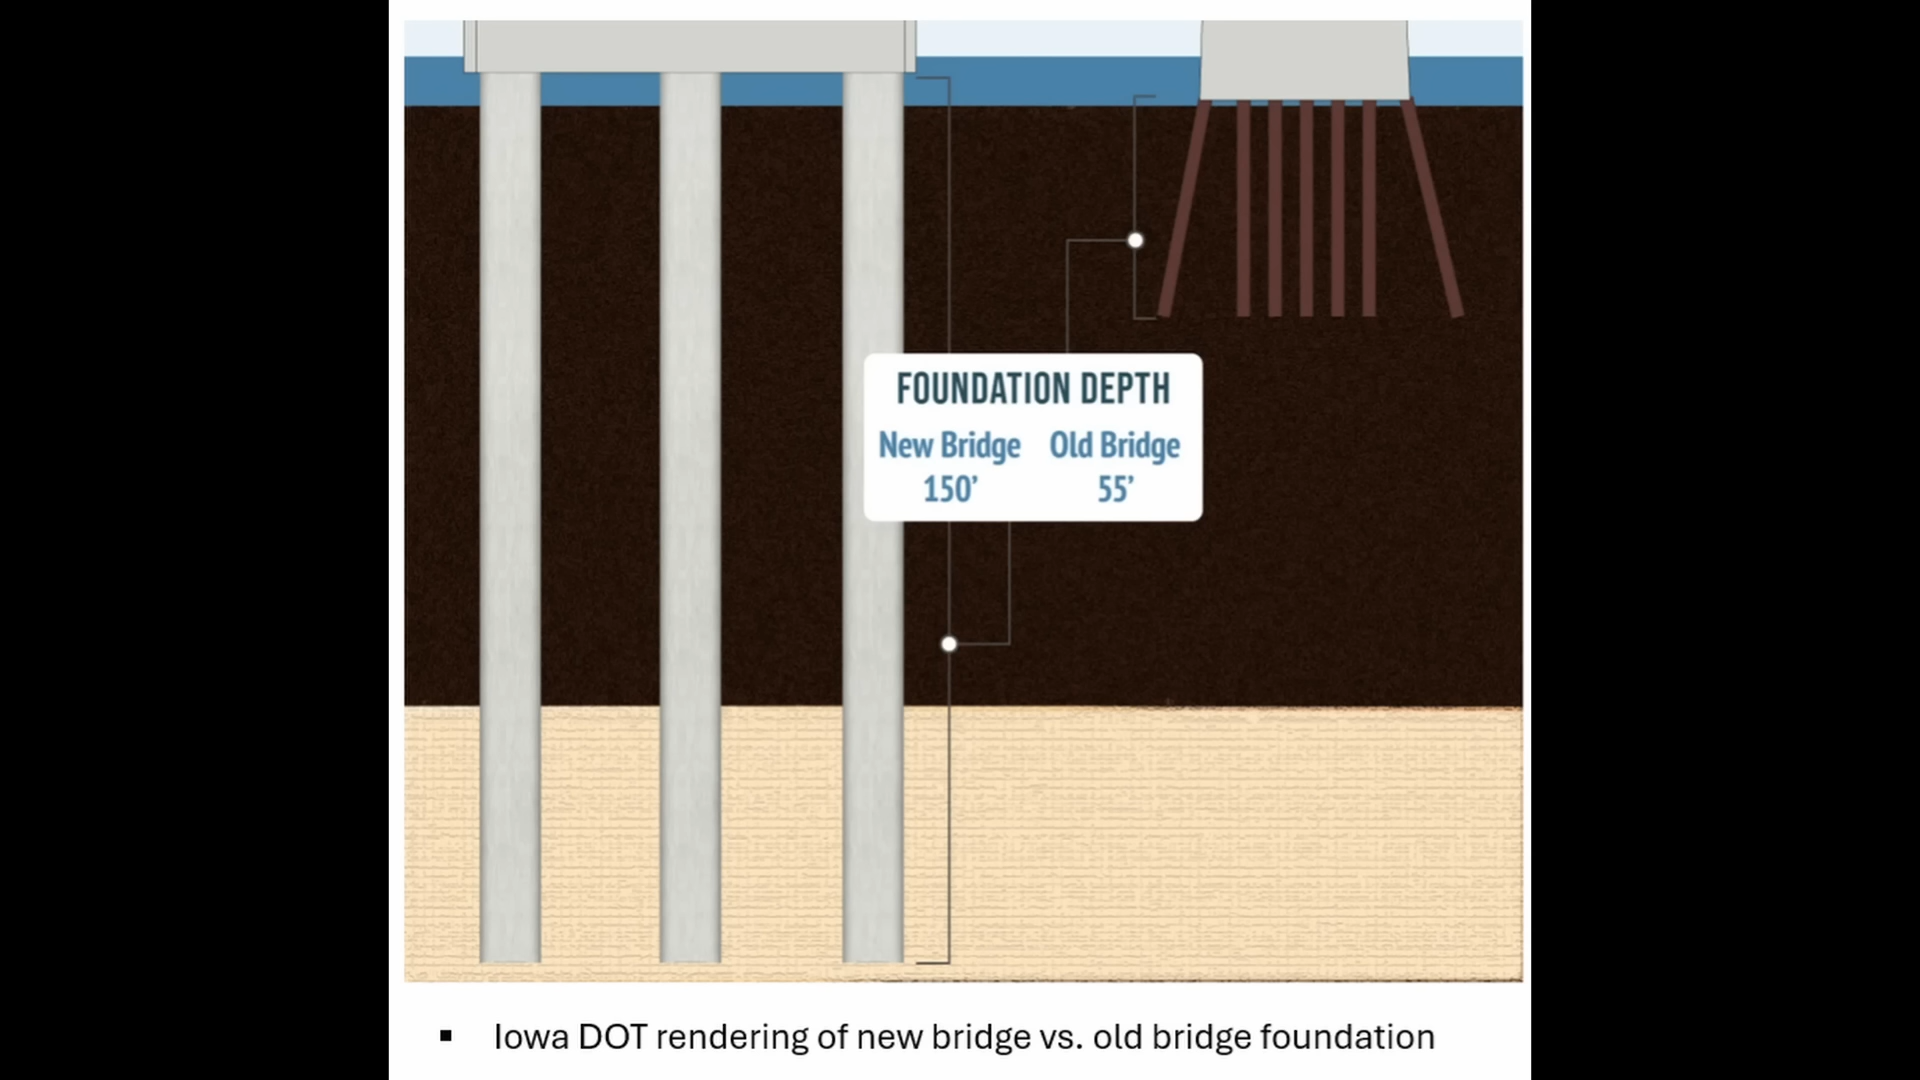 FOUNDATION DEPTH
New Bridge Old Bridge
150’ 55’
▪ Iowa DOT rendering of new bridge vs. old bridge foundation